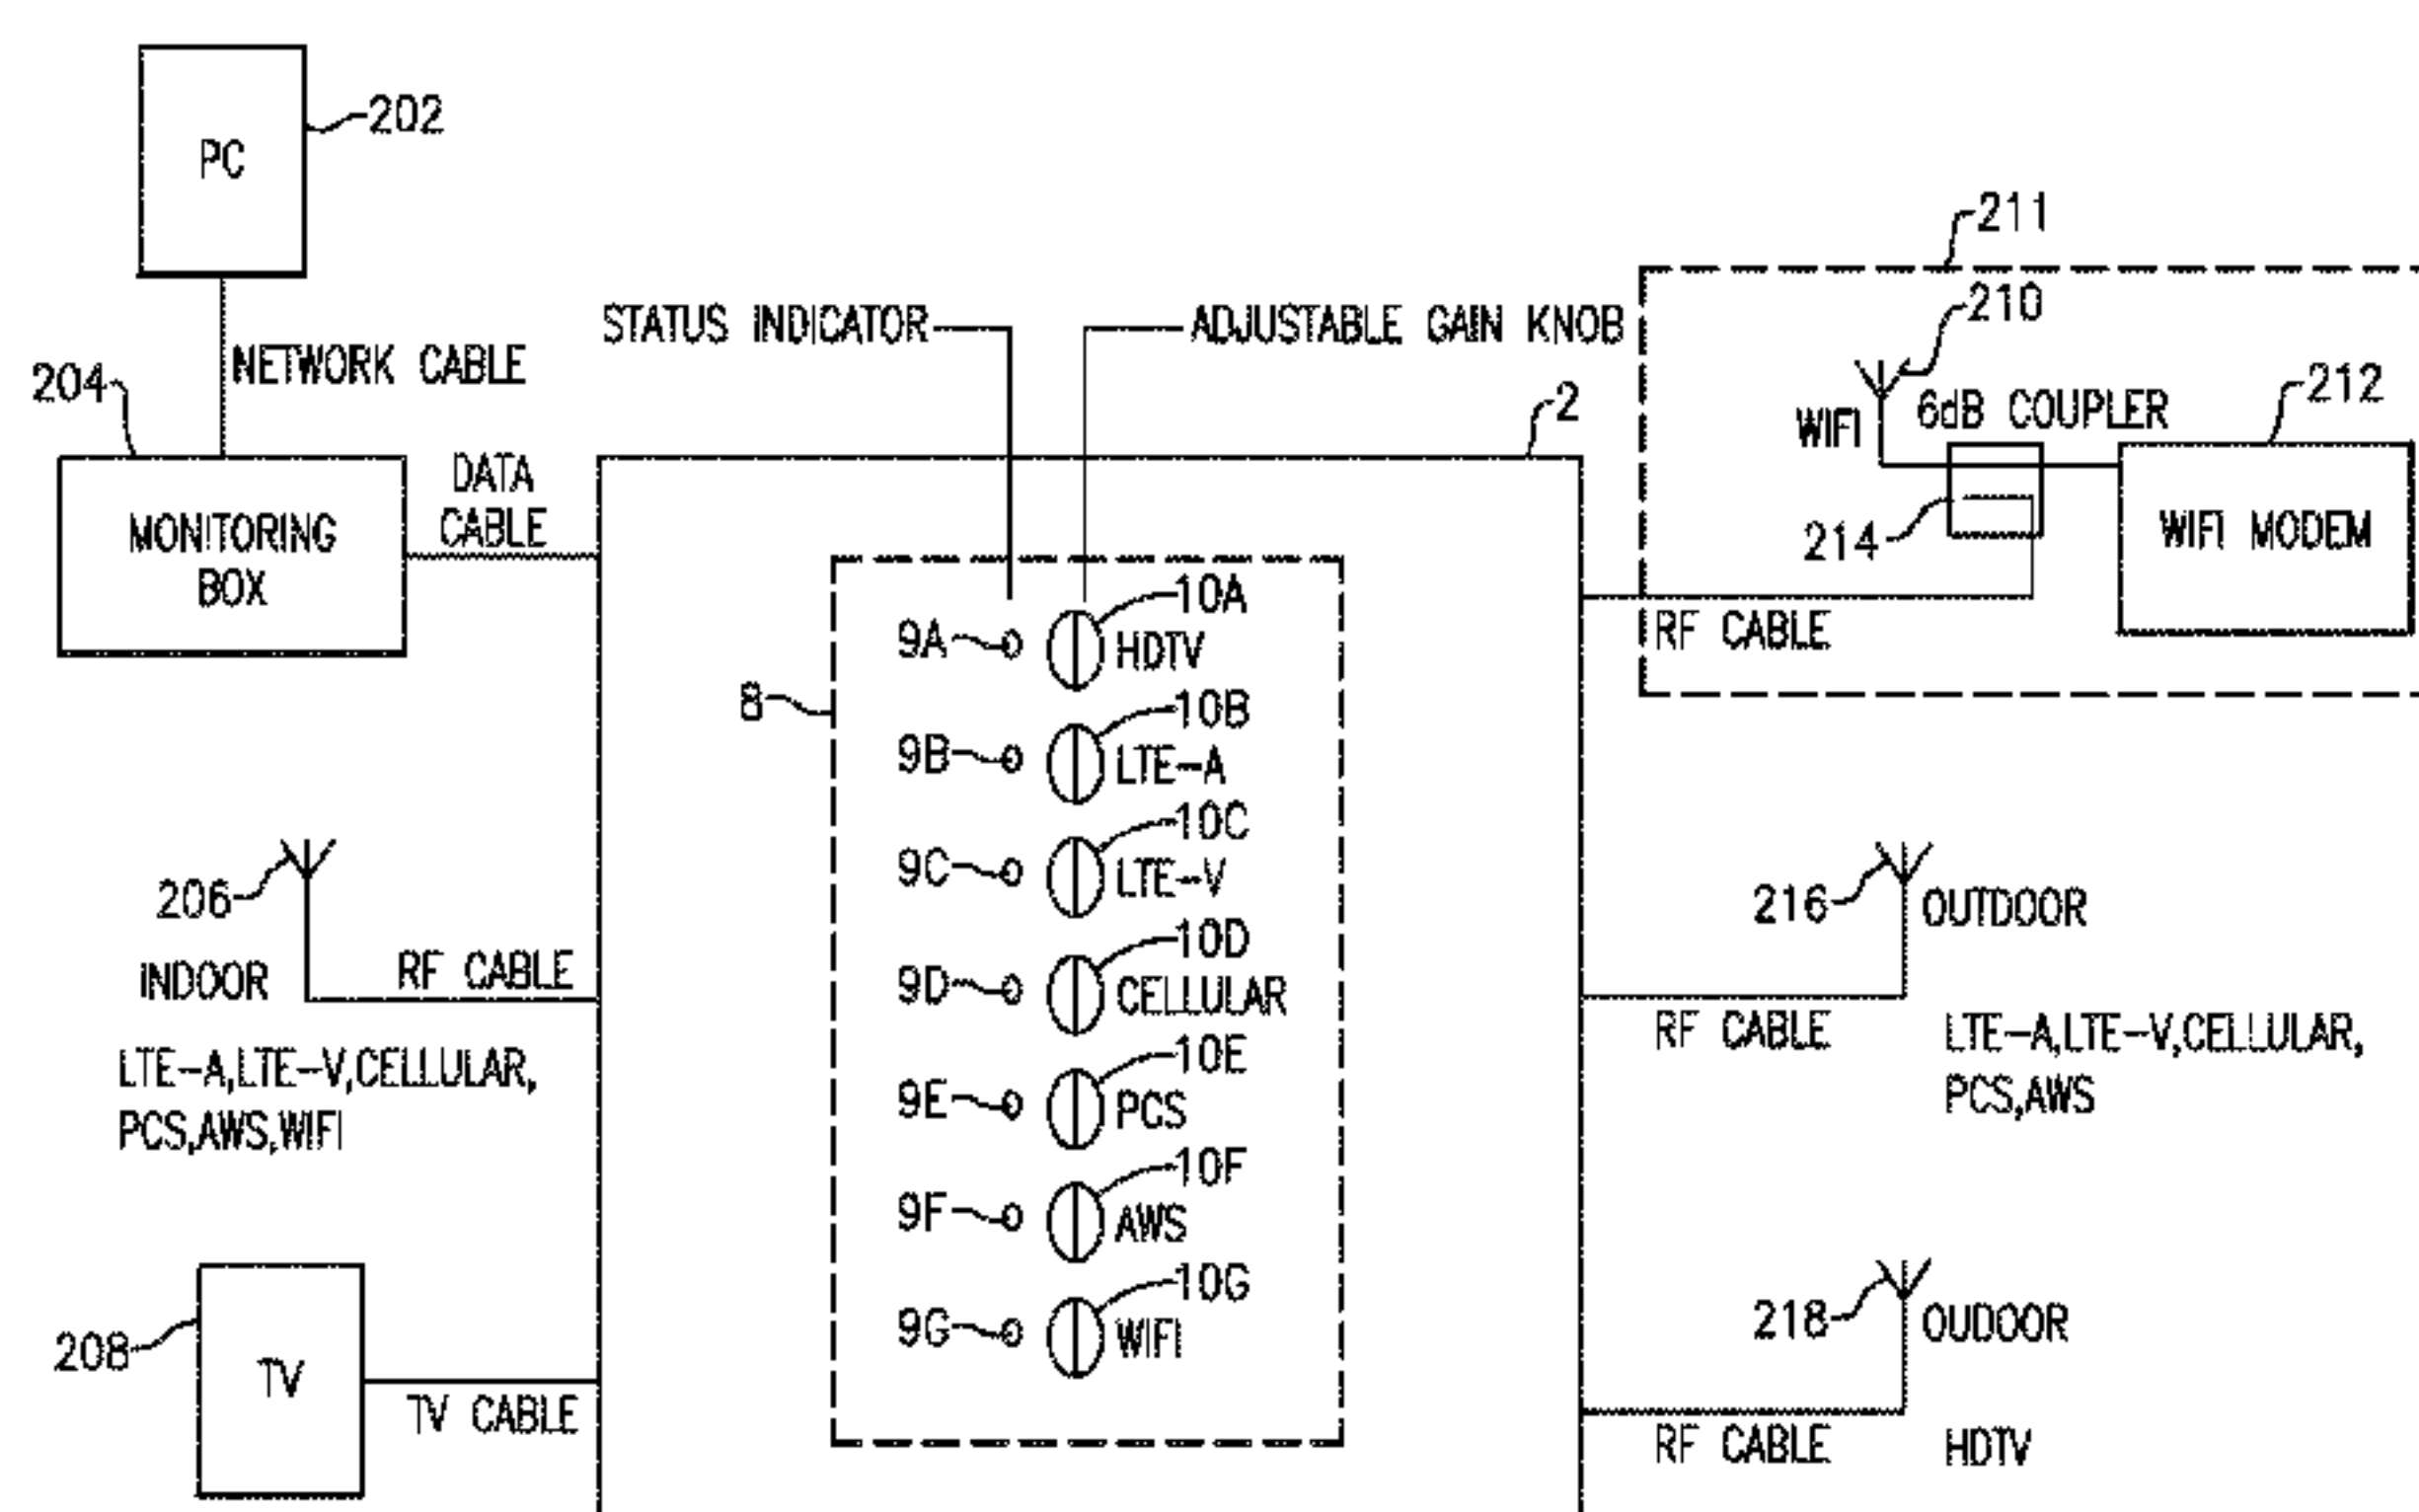 PC
202
NETWORK CABLE
204
MONITORING
BOX
DATA
CABLE
STATUS INDICATOR
ADJUSTABLE GAIN KNOB
2
211
210
WIFI
6dB COUPLER
212
214
WIFI MODEM
RF CABLE
8
9A
10A
HDTV
9B
10B
LTE-A
9C
10C
LTE-V
9D
10D
CELLULAR
9E
10E
PCS
9F
10F
AWS
9G
10G
WIFI
206
INDOOR
RF CABLE
LTE-A,LTE-V,CELLULAR,
PCS,AWS,WIFI
208
TV
TV CABLE
216
OUTDOOR
RF CABLE
LTE-A,LTE-V,CELLULAR,
PCS,AWS
218
OUDOOR
RF CABLE
HDTV